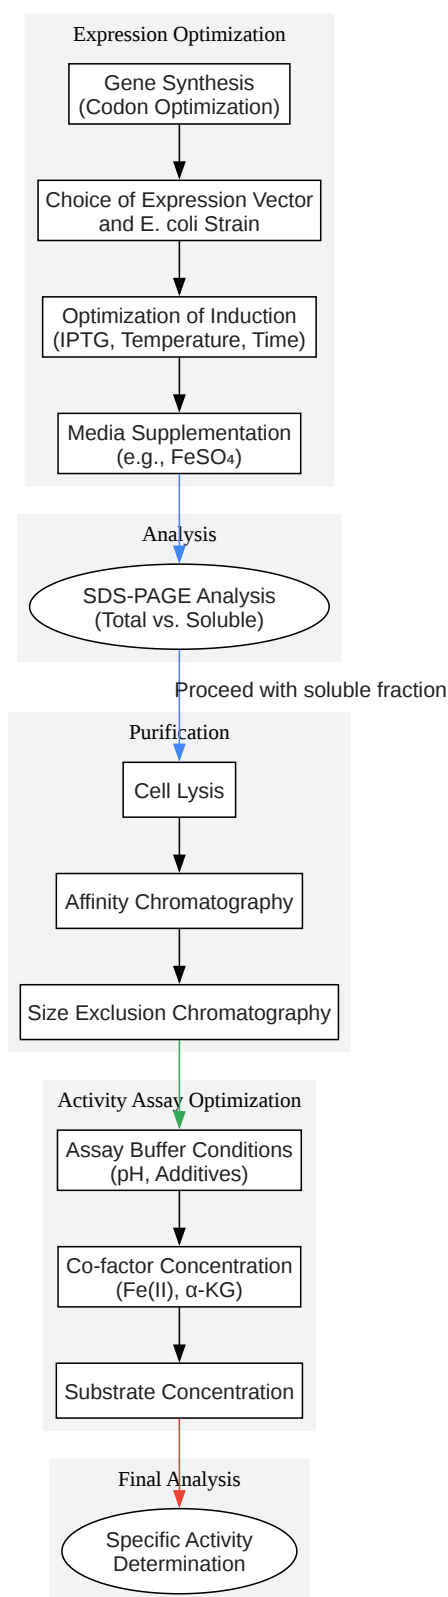 Expression Optimization
Gene Synthesis
(Codon Optimization)
Choice of Expression Vector
and E. coli Strain
Optimization of Induction
(IPTG, Temperature, Time)
Media Supplementation
(e.g., FeSO₄)
Analysis
SDS-PAGE Analysis
(Total vs. Soluble)
Proceed with soluble fraction
Purification
Cell Lysis
Affinity Chromatography
Size Exclusion Chromatography
Activity Assay Optimization
Assay Buffer Conditions
(pH, Additives)
Co-factor Concentration
(Fe(II), α-KG)
Substrate Concentration
Final Analysis
Specific Activity
Determination